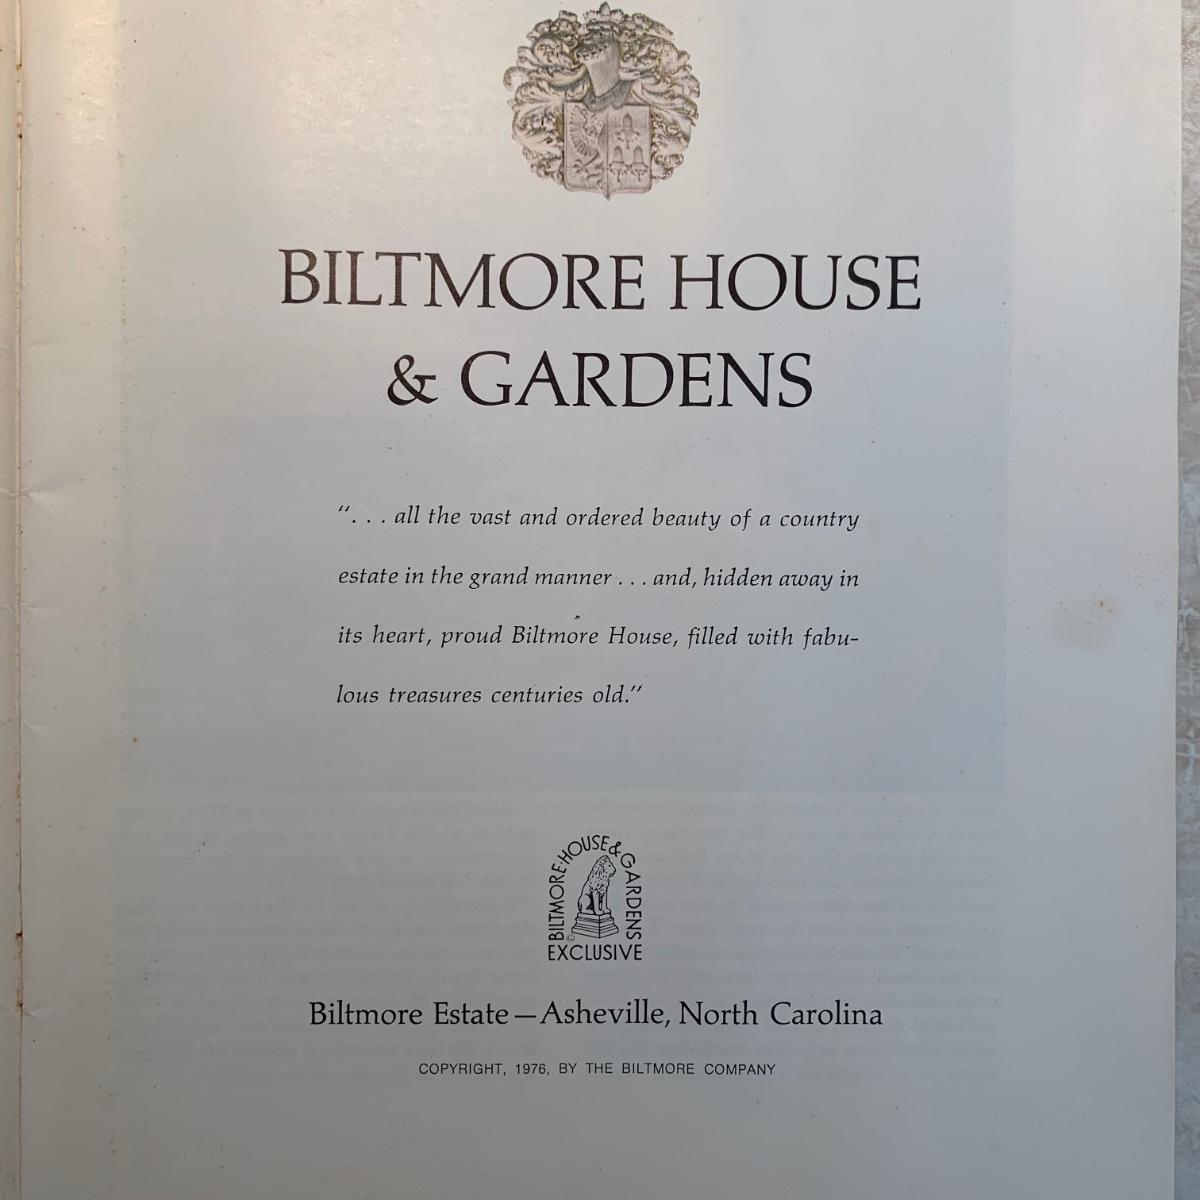 BILTMORE HOUSE
& GARDENS
“. . . all the vast and ordered beauty of a country
estate in the grand manner . . . and, hidden away in
its heart, proud Biltmore House, filled with fabu-
lous treasures centuries old.”
BILTMORE·HOUSE & GARDENS
©
EXCLUSIVE
Biltmore Estate—Asheville, North Carolina
COPYRIGHT, 1976, BY THE BILTMORE COMPANY